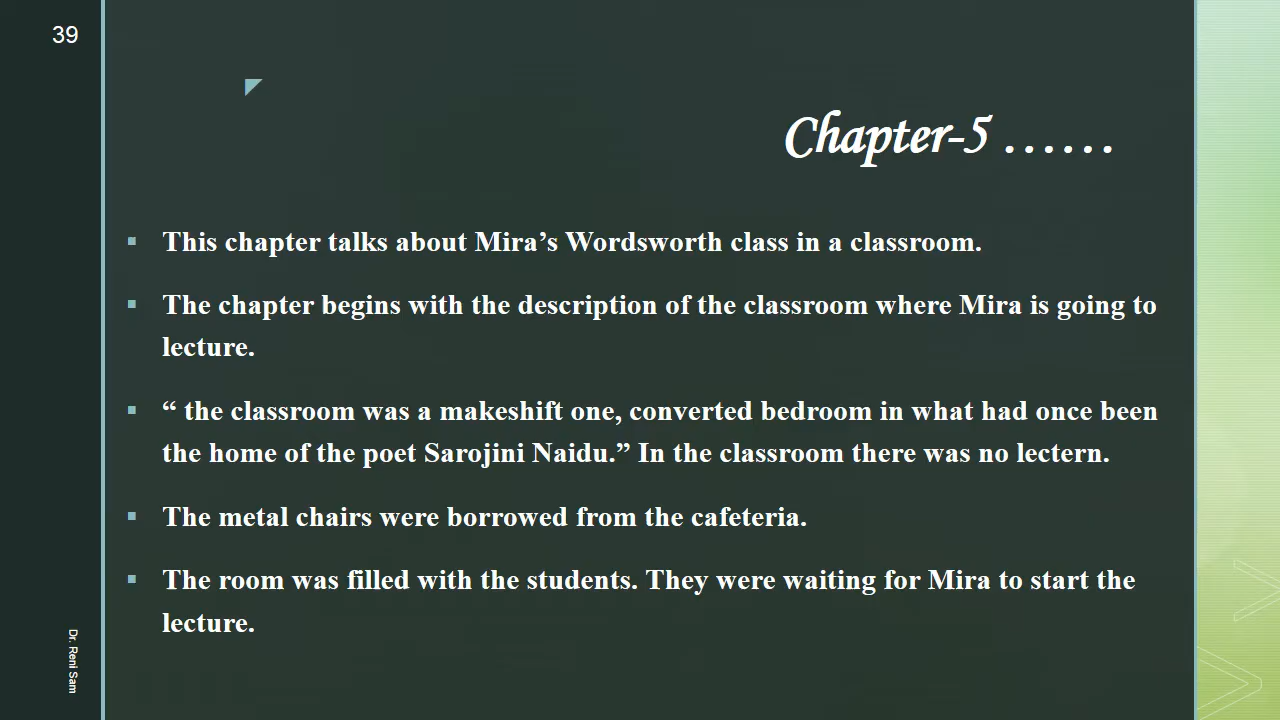 39
Chapter-5 ......
▪ This chapter talks about Mira’s Wordsworth class in a classroom.
▪ The chapter begins with the description of the classroom where Mira is going to
lecture.
▪ “ the classroom was a makeshift one, converted bedroom in what had once been
the home of the poet Sarojini Naidu.” In the classroom there was no lectern.
▪ The metal chairs were borrowed from the cafeteria.
▪ The room was filled with the students. They were waiting for Mira to start the
lecture.
Dr. Reni Sam